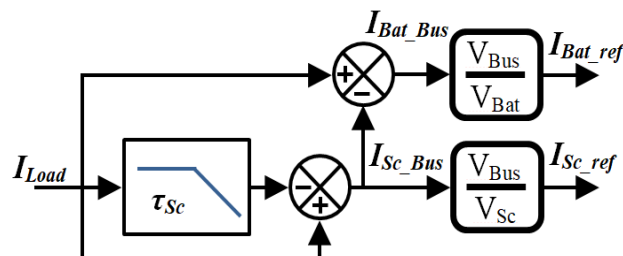 I_Bat_Bus
V_Bus
V_Bat
I_Bat_ref
+
−
I_Load
τ_Sc
−
+
I_Sc_Bus
V_Bus
V_Sc
I_Sc_ref